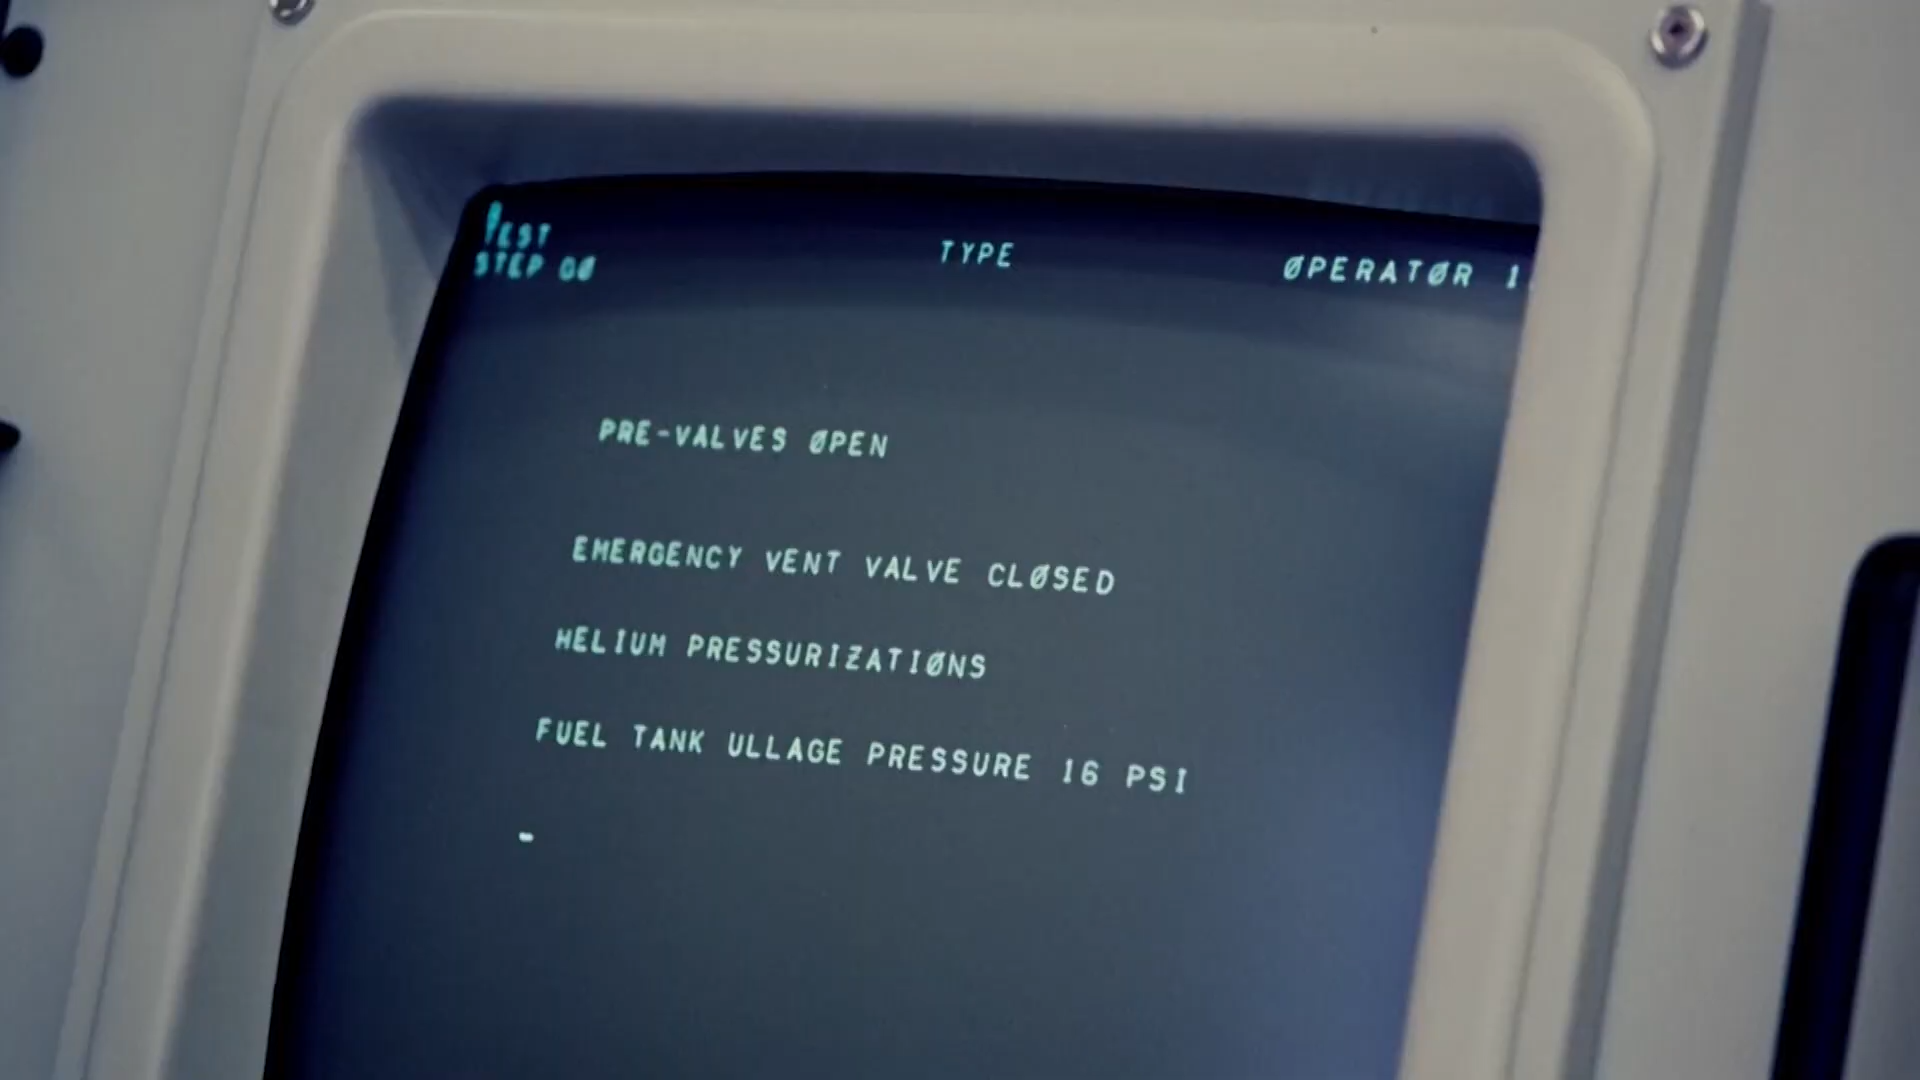 TEST TYPE ØPERATØR 1
STEP 00
PRE-VALVES ØPEN
EMERGENCY VENT VALVE CLØSED
HELIUM PRESSURIZATIØNS
FUEL TANK ULLAGE PRESSURE 16 PSI